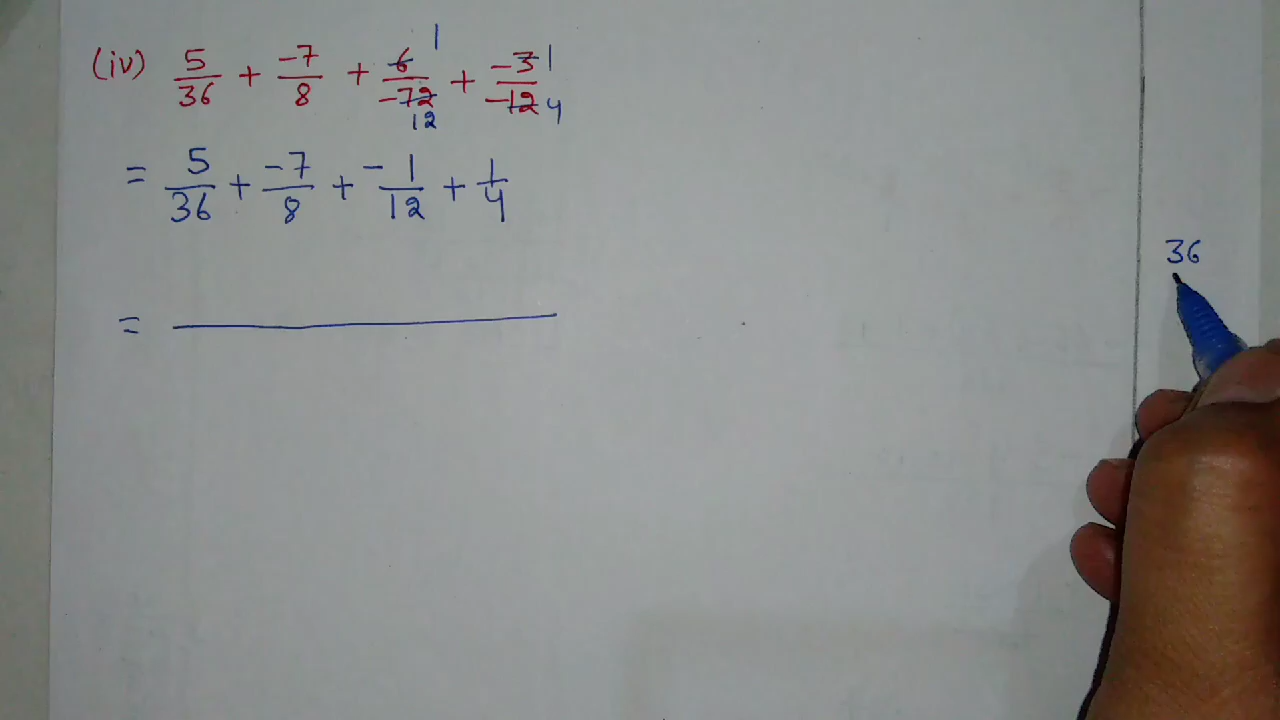 (iv) 5/36 + -7/8 + 6/-72 + -3/-12
1 1
12 4
= 5/36 + -7/8 + -1/12 + 1/4
36
=